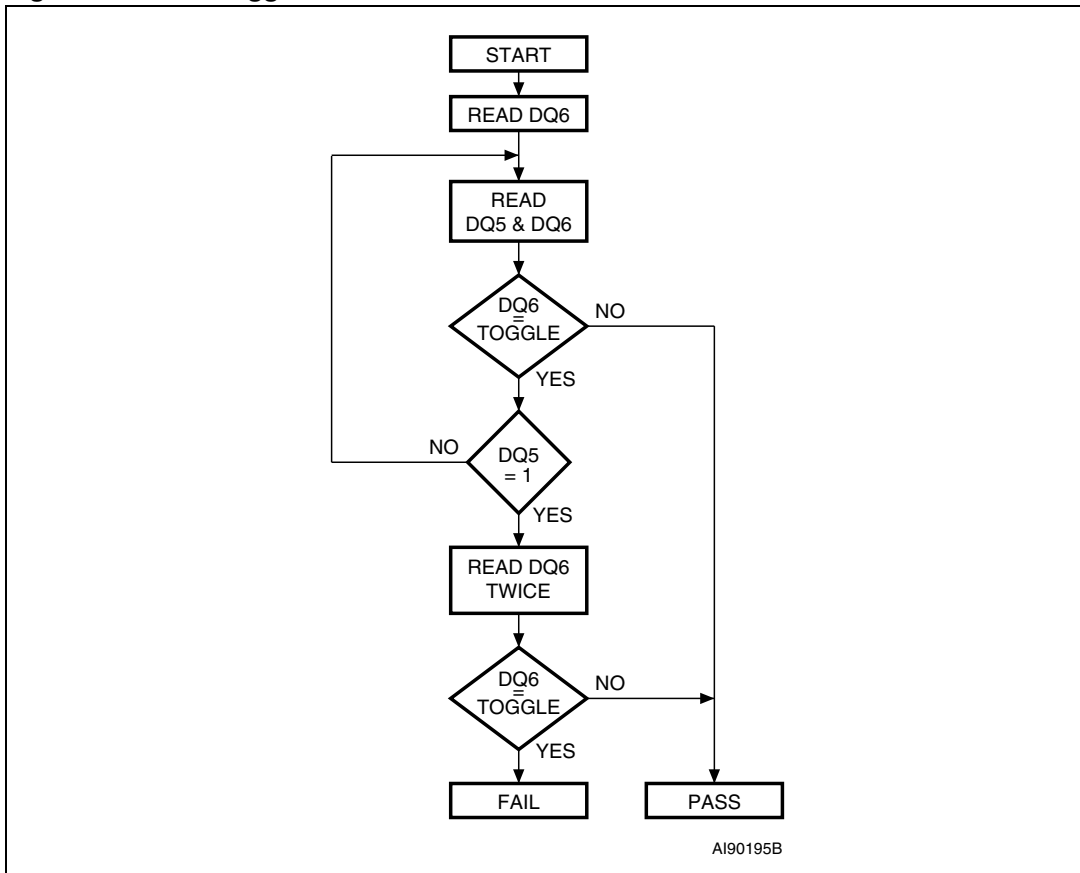 START
READ DQ6
READ
DQ5 & DQ6
DQ6
=
TOGGLE
NO
YES
NO
DQ5
= 1
YES
READ DQ6
TWICE
DQ6
=
TOGGLE
NO
YES
FAIL
PASS
AI90195B